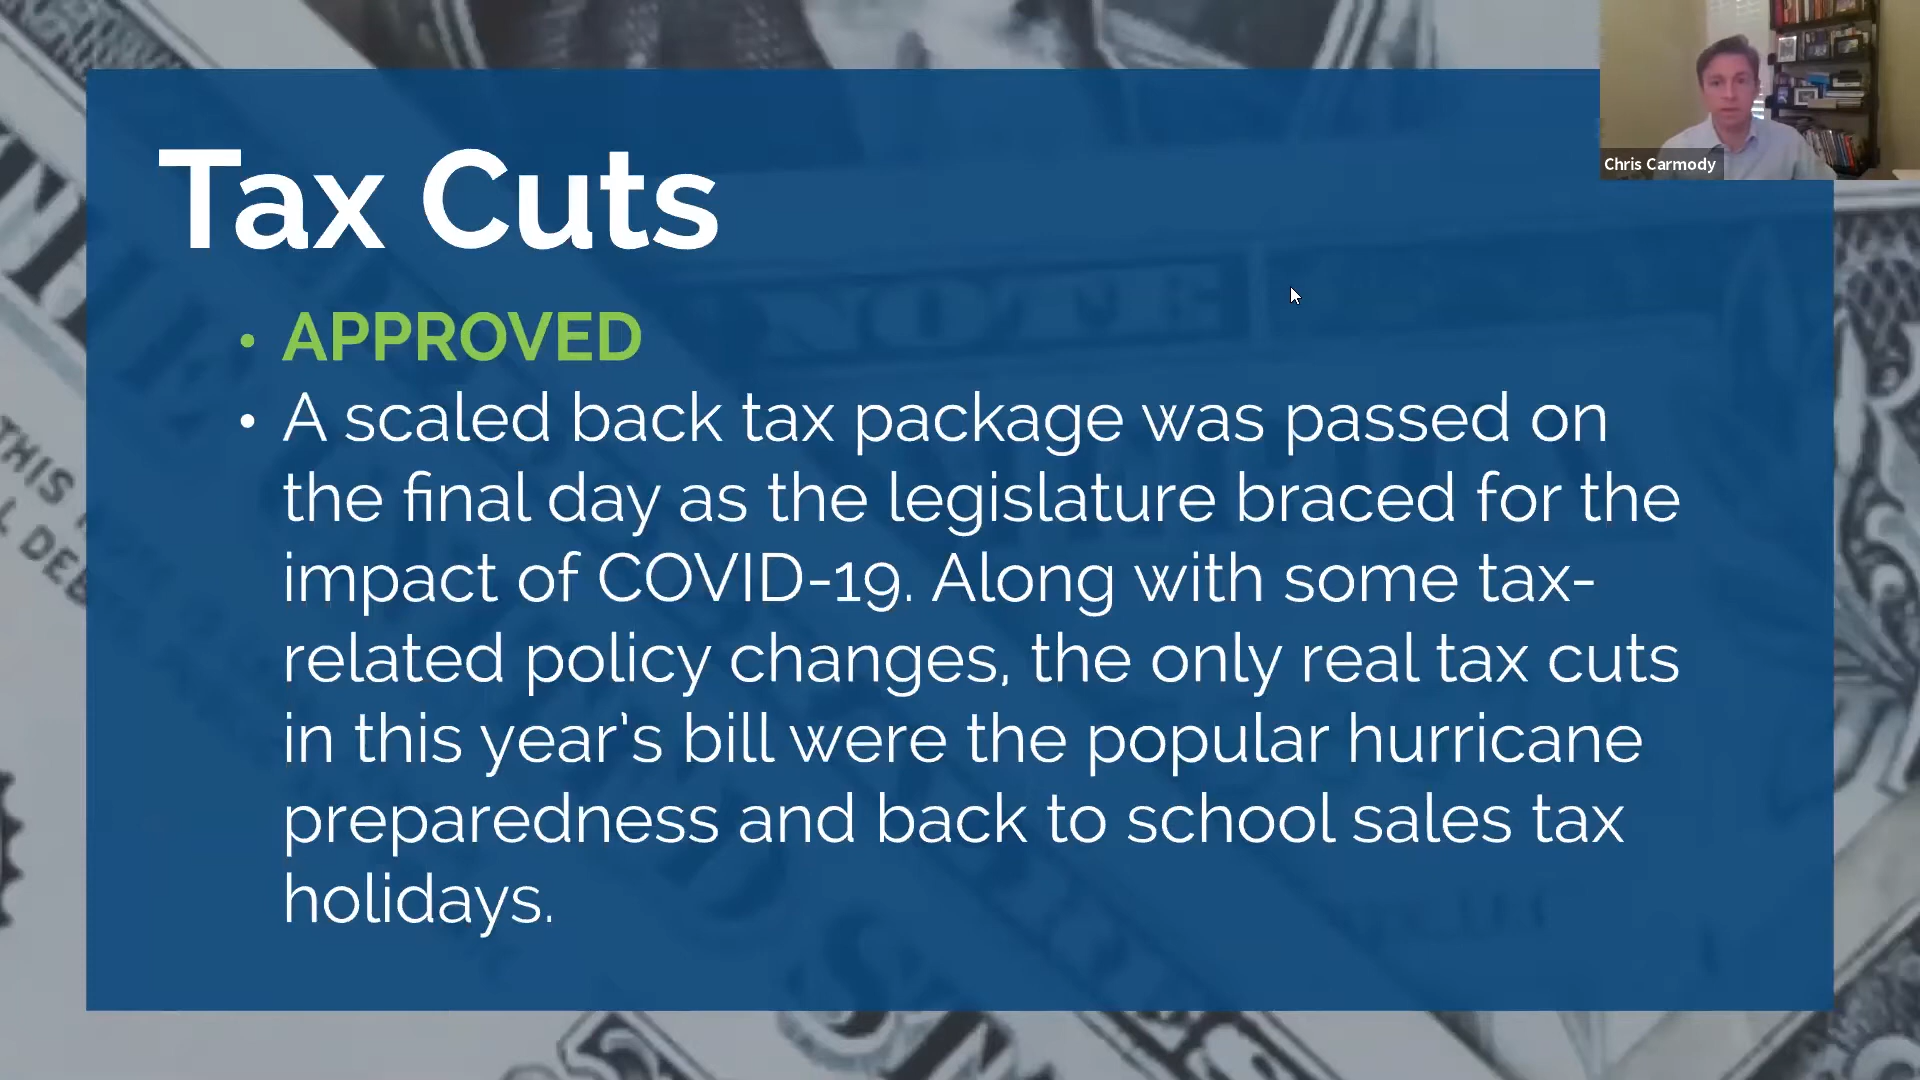 Tax Cuts
Chris Carmody
NOTE
• APPROVED
• A scaled back tax package was passed on
the final day as the legislature braced for the
impact of COVID-19. Along with some tax-
related policy changes, the only real tax cuts
in this year's bill were the popular hurricane
preparedness and back to school sales tax
holidays.
THIS